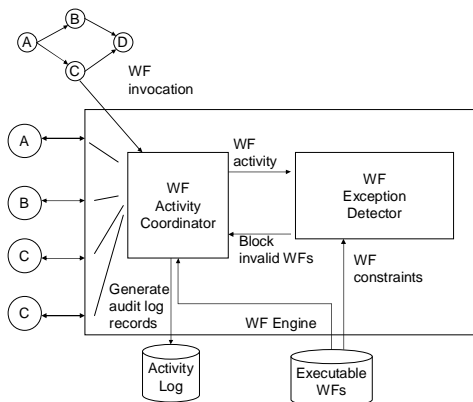 B
A
D
C
WF
invocation
A
B
C
C
WF
Activity
Coordinator
WF
activity
WF
Exception
Detector
Block
invalid WFs
WF
constraints
Generate
audit log
records
WF Engine
Activity
Log
Executable
WFs